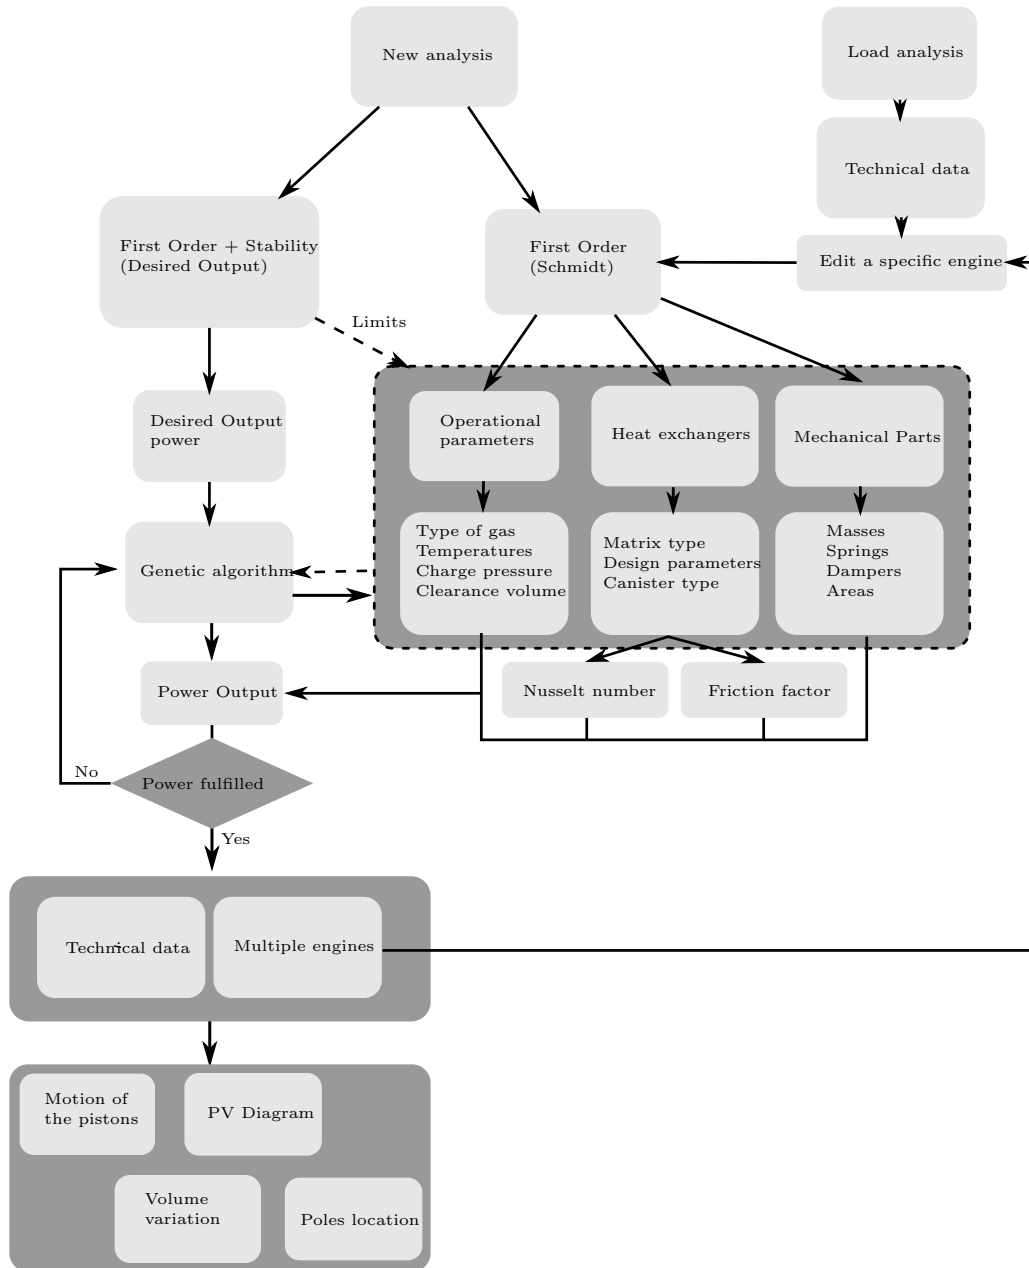 New analysis
Load analysis
Technical data
First Order + Stability
(Desired Output)
First Order
(Schmidt)
Edit a specific engine
Limits
Desired Output
power
Operational
parameters
Heat exchangers
Mechanical Parts
Type of gas
Temperatures
Charge pressure
Clearance volume
Matrix type
Design parameters
Canister type
Masses
Springs
Dampers
Areas
Genetic algorithm
Power Output
Nusselt number
Friction factor
No
Power fulfilled
Yes
Technical data
Multiple engines
Motion of
the pistons
PV Diagram
Volume
variation
Poles location